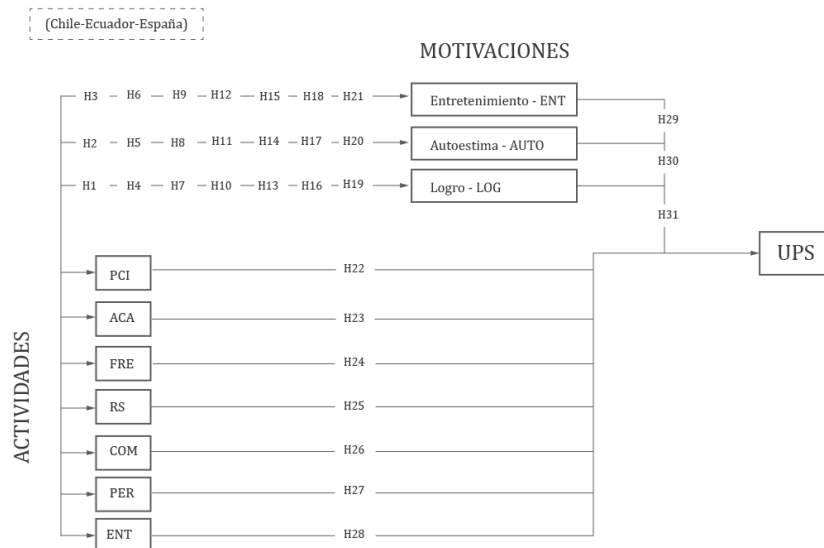 (Chile-Ecuador-España)
MOTIVACIONES
H3 H6 H9 H12 H15 H18 H21 Entretenimiento - ENT
H29
H2 H5 H8 H11 H14 H17 H20 Autoestima - AUTO
H30
H1 H4 H7 H10 H13 H16 H19 Logro - LOG
H31
UPS
ACTIVIDADES
PCI H22
ACA H23
FRE H24
RS H25
COM H26
PER H27
ENT H28